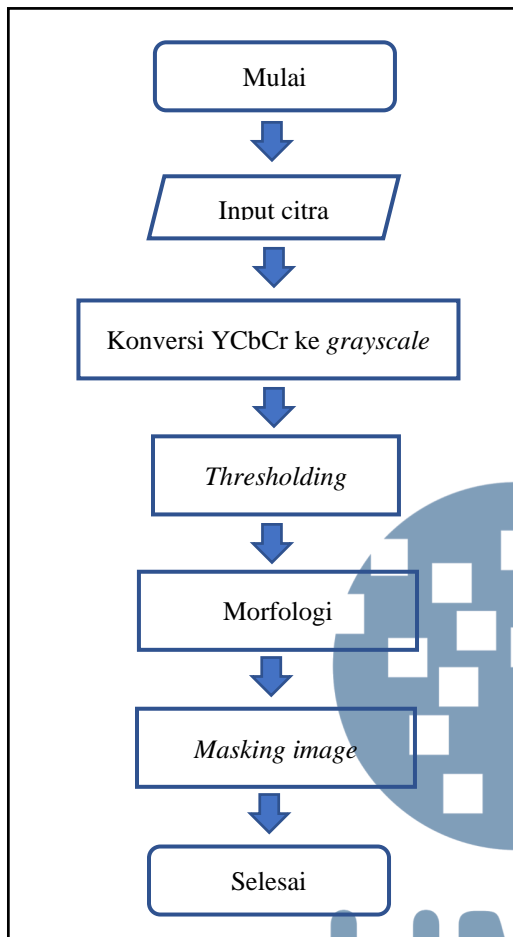 Mulai
Input citra
Konversi YCbCr ke grayscale
Thresholding
Morfologi
Masking image
Selesai